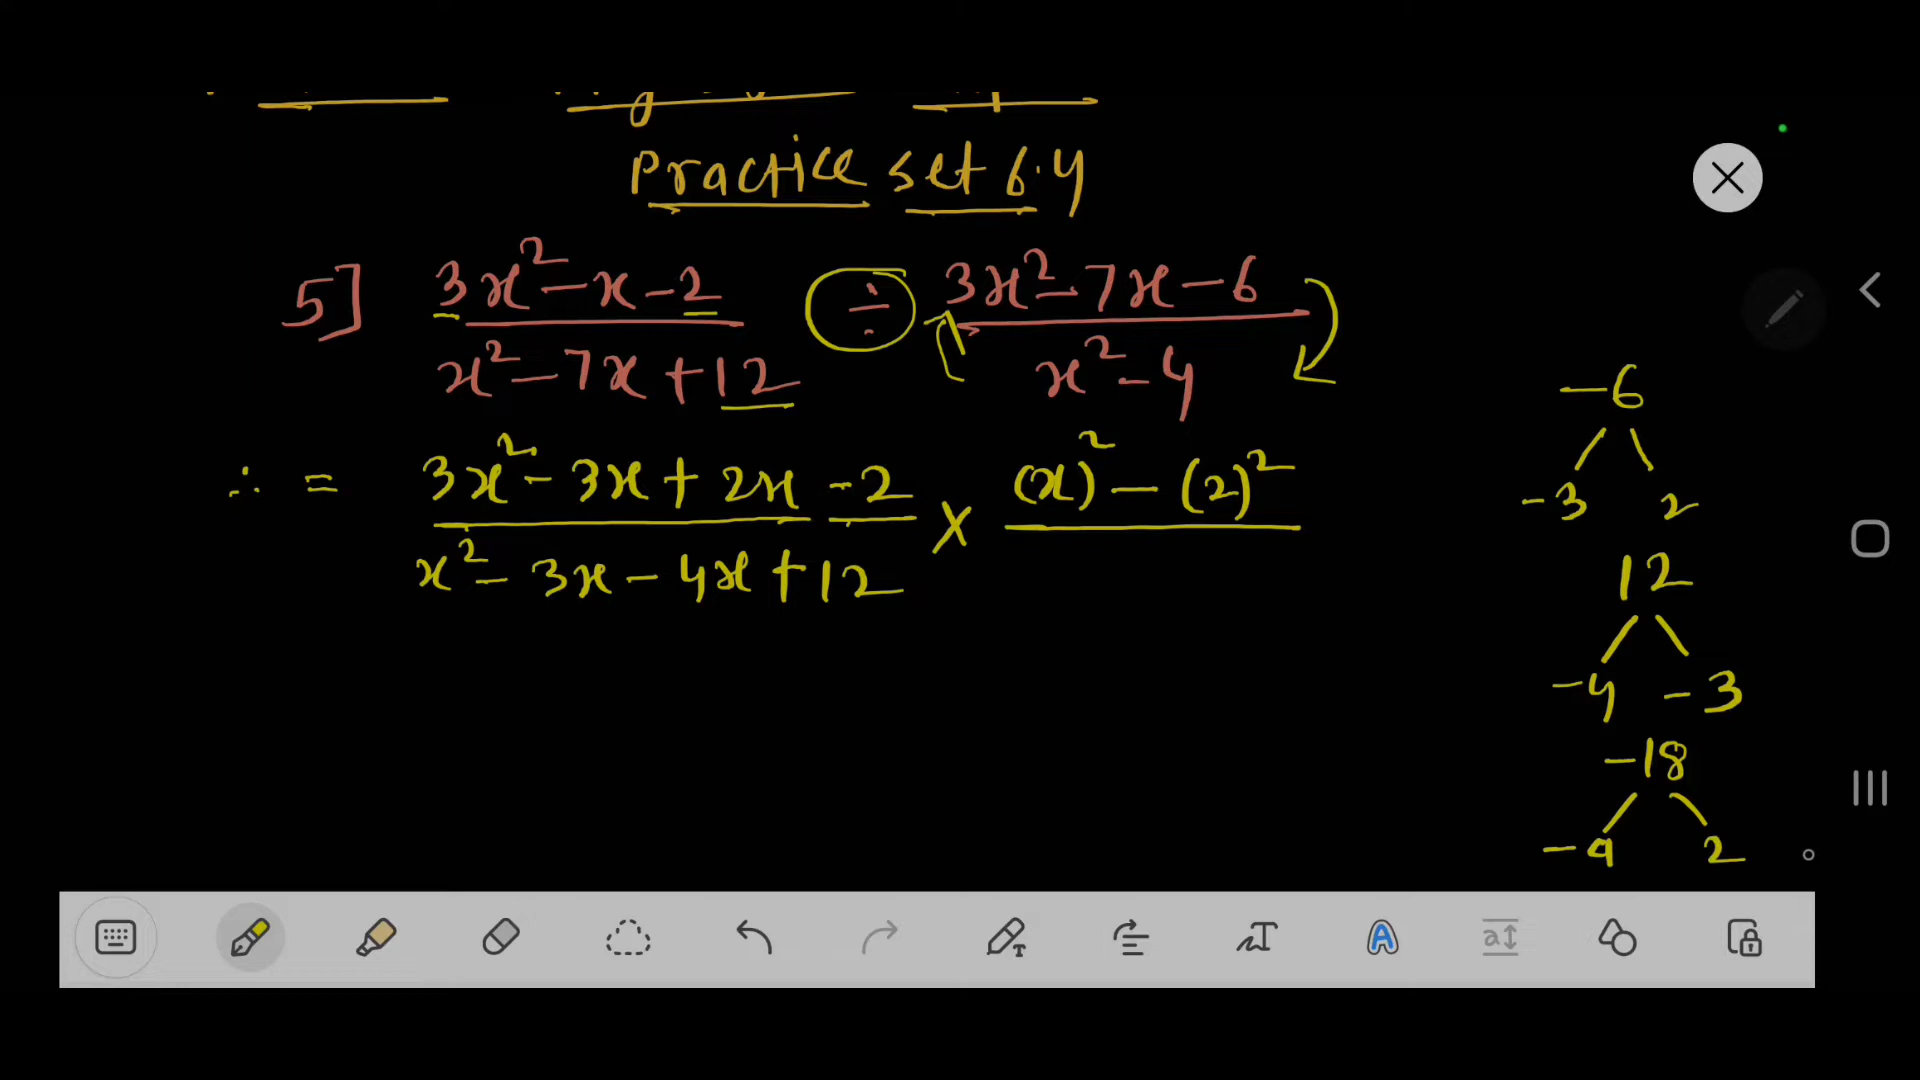 Practice set 6.4
5] 3x² - x - 2 / x² - 7x + 12 ÷ 3x² - 7x - 6 / x² - 4
∴ = 3x² - 3x + 2x - 2 / x² - 3x - 4x + 12 × (x)² - (2)²
-6
-3 2
12
-4 -3
-18
-9 2